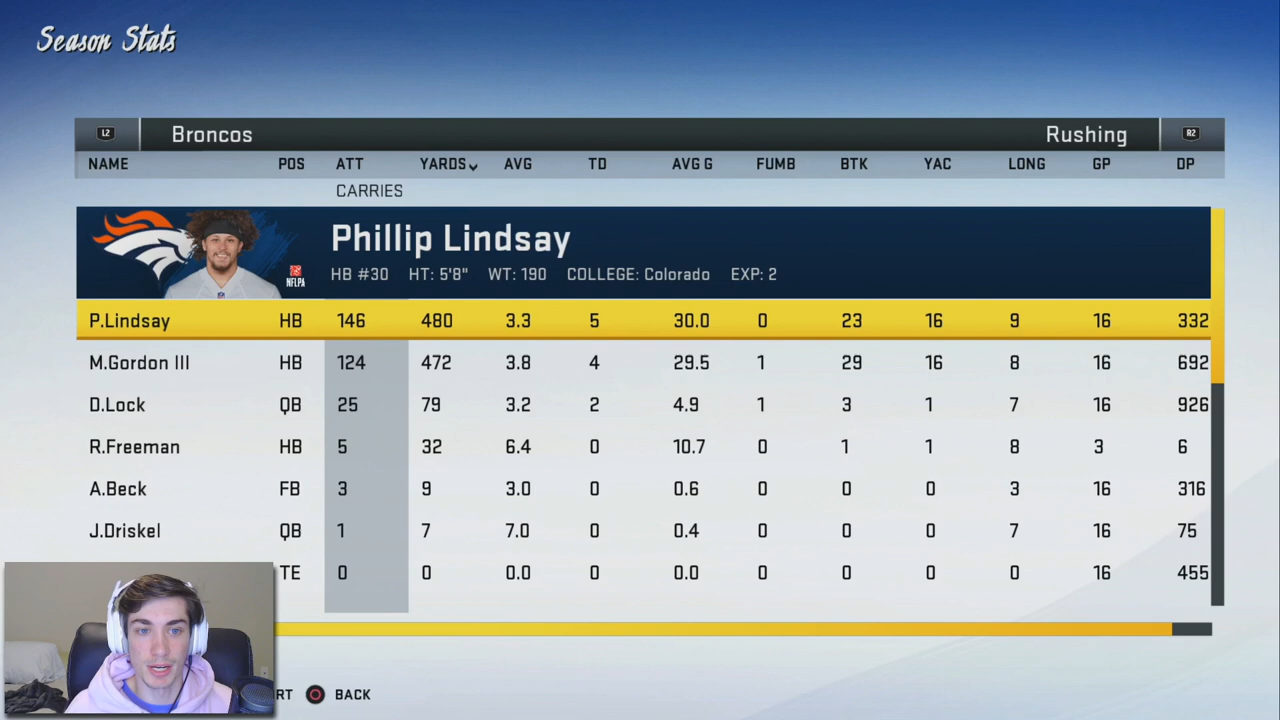 Season Stats
L2 Broncos Rushing R2
NAME POS ATT YARDS AVG TD AVG G FUMB BTK YAC LONG GP DP
CARRIES
Phillip Lindsay
HB #30 HT: 5'8" WT: 190 COLLEGE: Colorado EXP: 2
NFLPA
P.Lindsay HB 146 480 3.3 5 30.0 0 23 16 9 16 332
M.Gordon III HB 124 472 3.8 4 29.5 1 29 16 8 16 692
D.Lock QB 25 79 3.2 2 4.9 1 3 1 7 16 926
R.Freeman HB 5 32 6.4 0 10.7 0 1 1 8 3 6
A.Beck FB 3 9 3.0 0 0.6 0 0 0 3 16 316
J.Driskel QB 1 7 7.0 0 0.4 0 0 0 7 16 75
TE 0 0 0.0 0 0.0 0 0 0 0 16 455
RT BACK